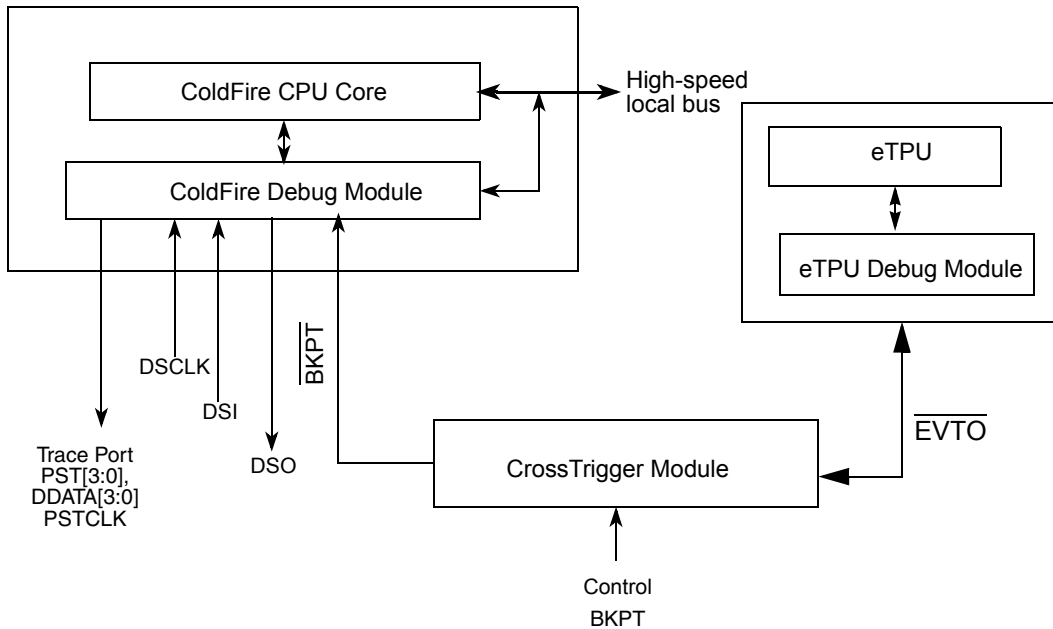 ColdFire CPU Core
High-speed
local bus
ColdFire Debug Module
eTPU
eTPU Debug Module
BKPT
DSCLK
DSI
DSO
EVTO
Trace Port
PST[3:0],
DDATA[3:0]
PSTCLK
CrossTrigger Module
Control
BKPT